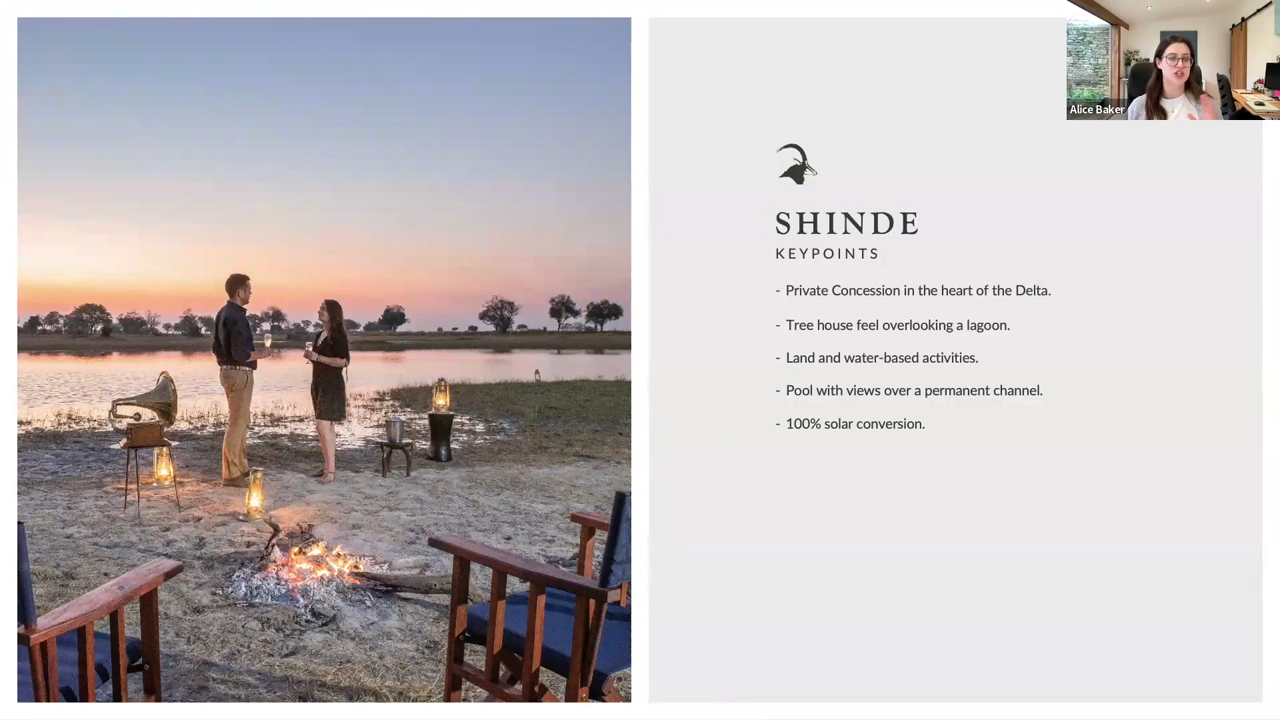 Alice Baker
SHINDE
KEYPOINTS
- Private Concession in the heart of the Delta.
- Tree house feel overlooking a lagoon.
- Land and water-based activities.
- Pool with views over a permanent channel.
- 100% solar conversion.